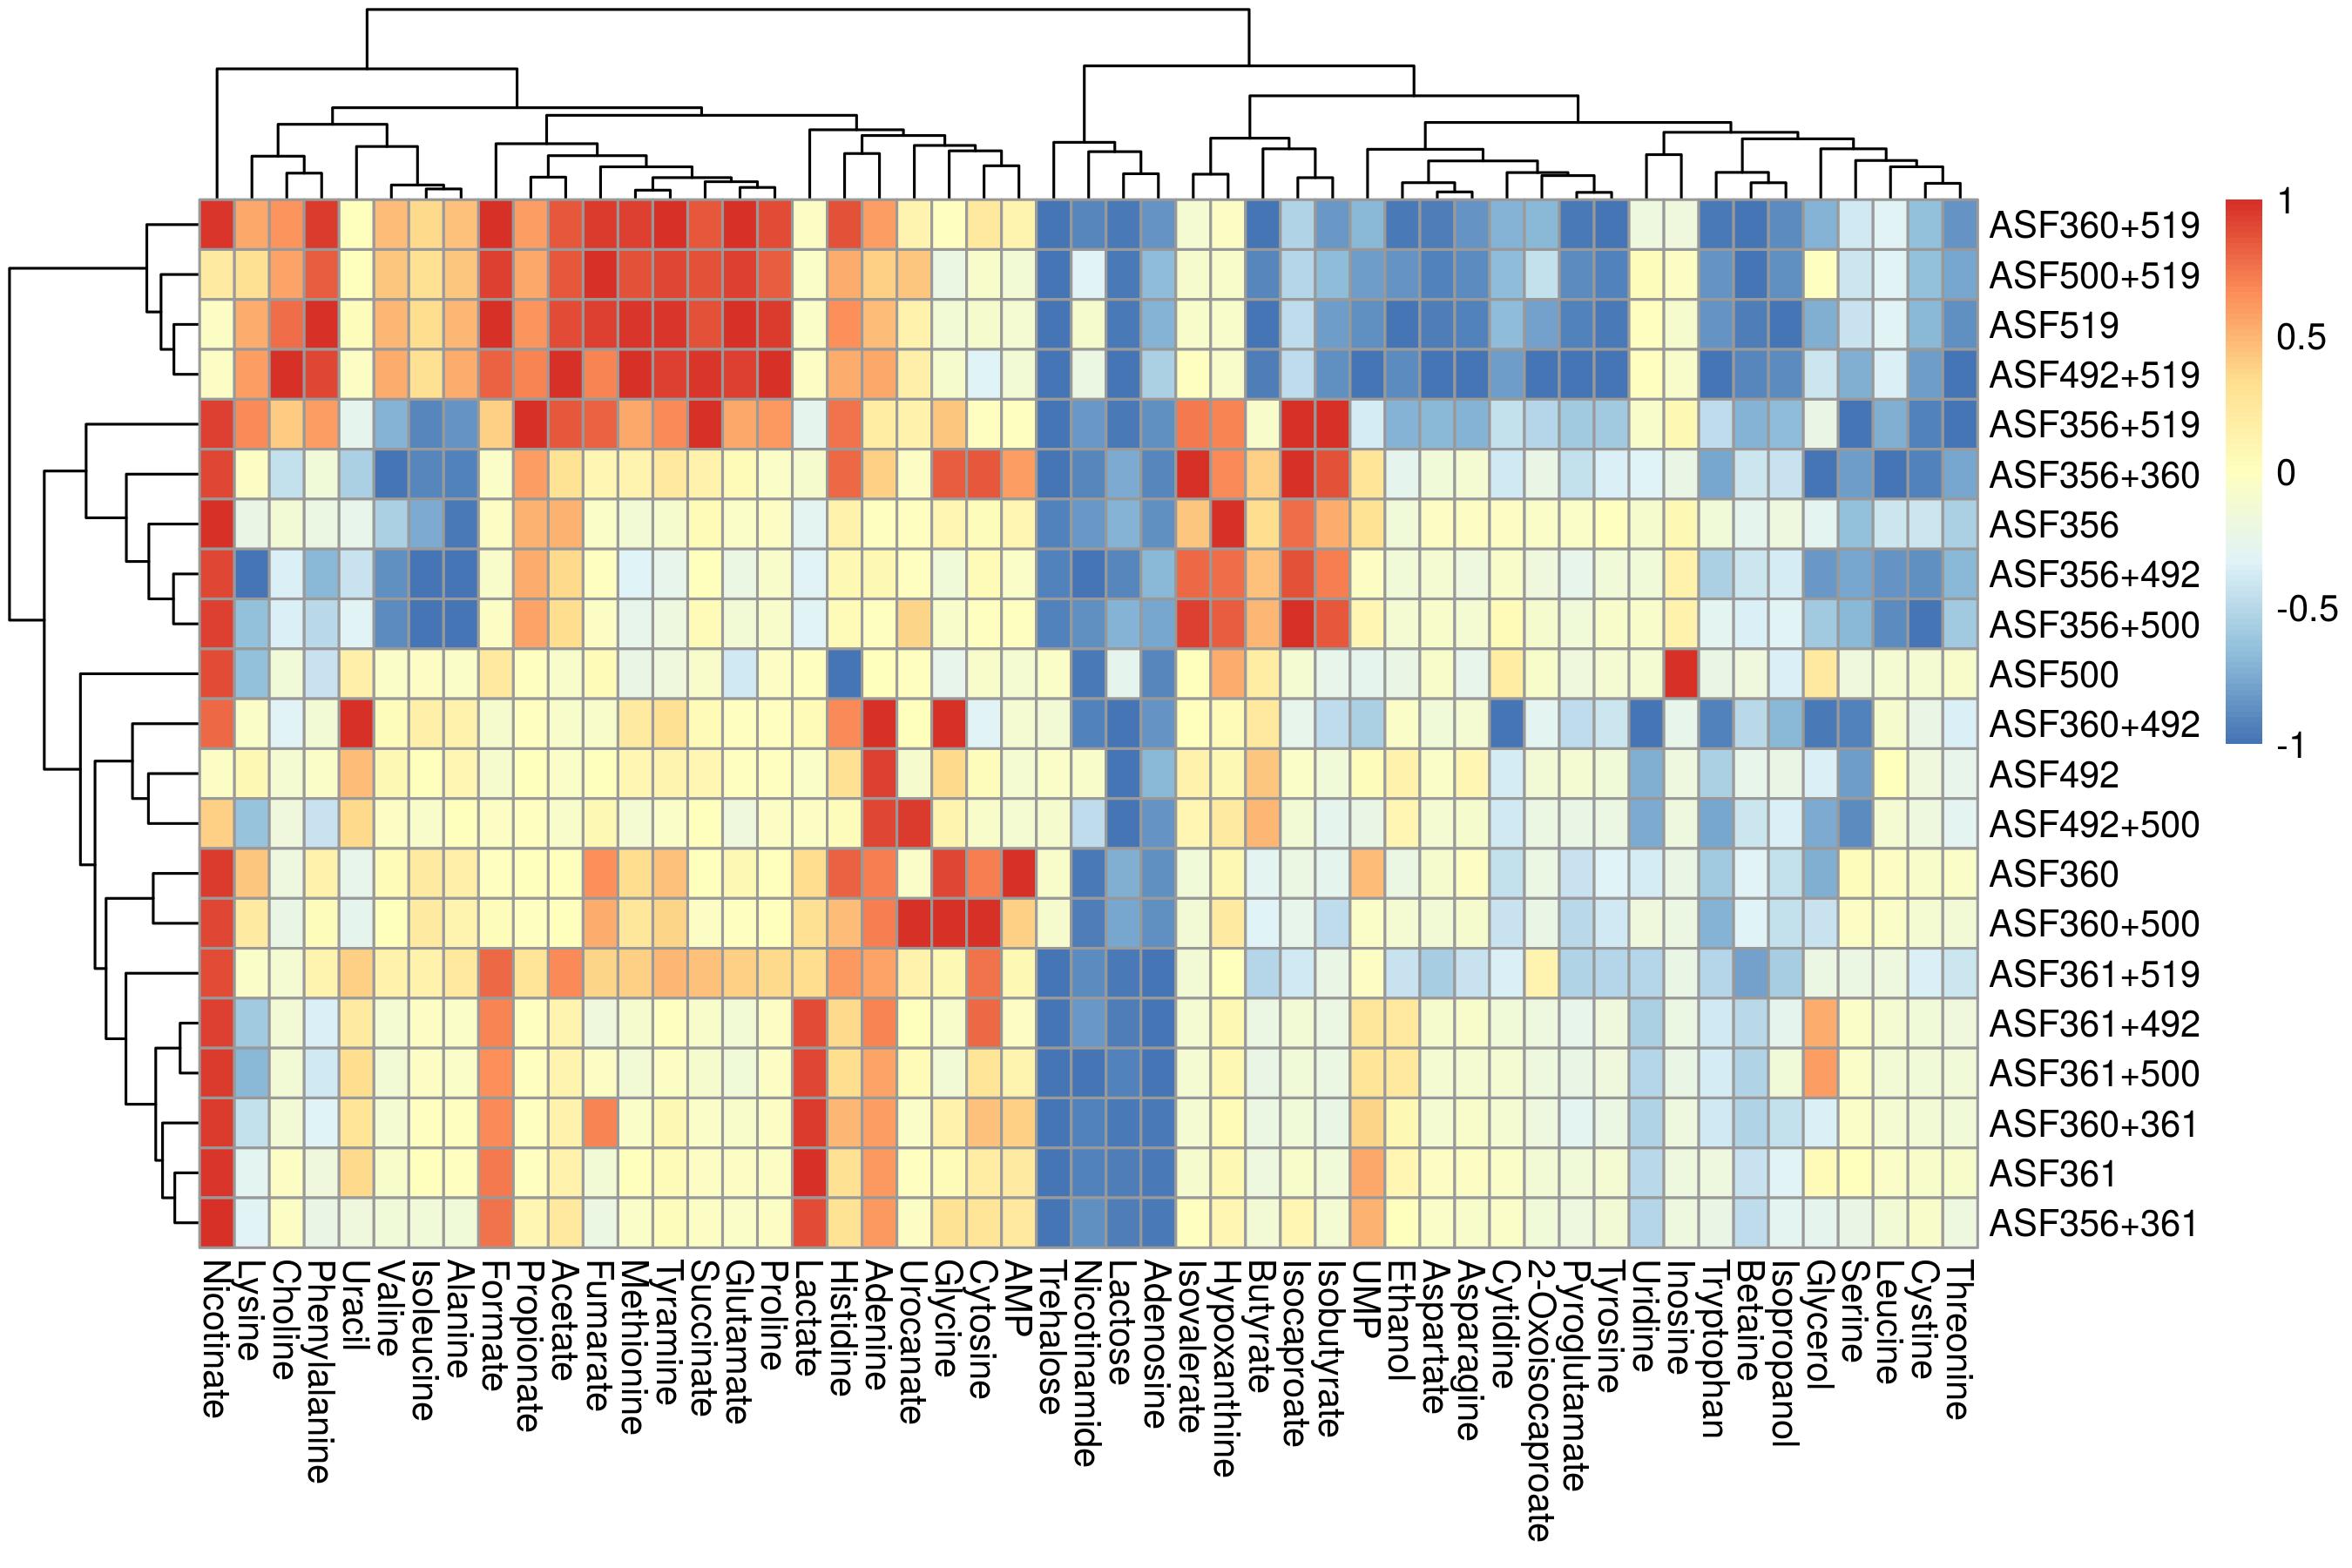 ASF360+519
ASF500+519
ASF519
ASF492+519
ASF356+519
ASF356+360
ASF356
ASF356+492
ASF356+500
ASF500
ASF360+492
ASF492
ASF492+500
ASF360
ASF360+500
ASF361+519
ASF361+492
ASF361+500
ASF360+361
ASF361
ASF356+361
1
0.5
0
-0.5
-1
Nicotinate
Lysine
Choline
Phenylalanine
Uracil
Valine
Isoleucine
Alanine
Formate
Propionate
Acetate
Fumarate
Methionine
Tyramine
Succinate
Glutamate
Proline
Lactate
Histidine
Adenine
Urocanate
Glycine
Cytosine
AMP
Trehalose
Nicotinamide
Lactose
Adenosine
Isovalerate
Hypoxanthine
Butyrate
Isocaproate
Isobutyrate
UMP
Ethanol
Aspartate
Asparagine
Cytidine
2-Oxoisocaproate
Pyroglutamate
Tyrosine
Uridine
Inosine
Tryptophan
Betaine
Isopropanol
Glycerol
Serine
Leucine
Cystine
Threonine